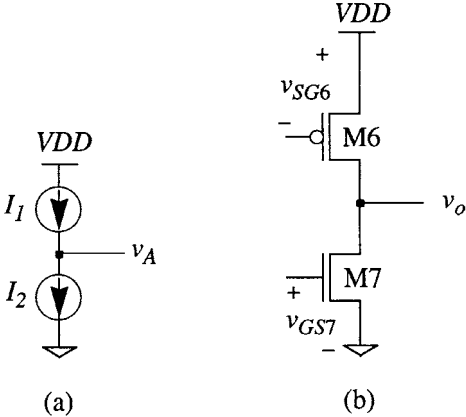 VDD
I1
vA
I2
(a)
VDD
+
vSG6
–
M6
vo
M7
+
vGS7
–
(b)